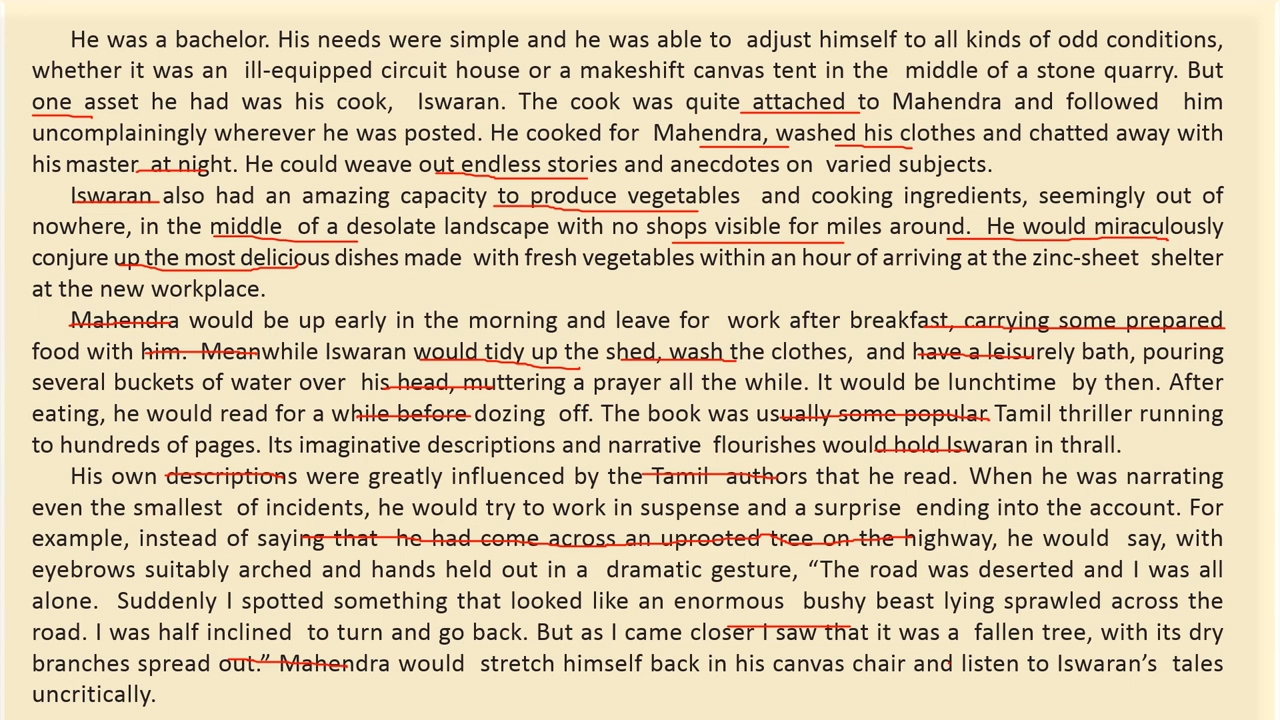 He was a bachelor. His needs were simple and he was able to adjust himself to all kinds of odd conditions,
whether it was an ill-equipped circuit house or a makeshift canvas tent in the middle of a stone quarry. But
one asset he had was his cook, Iswaran. The cook was quite attached to Mahendra and followed him
uncomplainingly wherever he was posted. He cooked for Mahendra, washed his clothes and chatted away with
his master at night. He could weave out endless stories and anecdotes on varied subjects.
Iswaran also had an amazing capacity to produce vegetables and cooking ingredients, seemingly out of
nowhere, in the middle of a desolate landscape with no shops visible for miles around. He would miraculously
conjure up the most delicious dishes made with fresh vegetables within an hour of arriving at the zinc-sheet shelter
at the new workplace.
Mahendra would be up early in the morning and leave for work after breakfast, carrying some prepared
food with him. Meanwhile Iswaran would tidy up the shed, wash the clothes, and have a leisurely bath, pouring
several buckets of water over his head, muttering a prayer all the while. It would be lunchtime by then. After
eating, he would read for a while before dozing off. The book was usually some popular Tamil thriller running
to hundreds of pages. Its imaginative descriptions and narrative flourishes would hold Iswaran in thrall.
His own descriptions were greatly influenced by the Tamil authors that he read. When he was narrating
even the smallest of incidents, he would try to work in suspense and a surprise ending into the account. For
example, instead of saying that he had come across an uprooted tree on the highway, he would say, with
eyebrows suitably arched and hands held out in a dramatic gesture, “The road was deserted and I was all
alone. Suddenly I spotted something that looked like an enormous bushy beast lying sprawled across the
road. I was half inclined to turn and go back. But as I came closer I saw that it was a fallen tree, with its dry
branches spread out.” Mahendra would stretch himself back in his canvas chair and listen to Iswaran’s tales
uncritically.